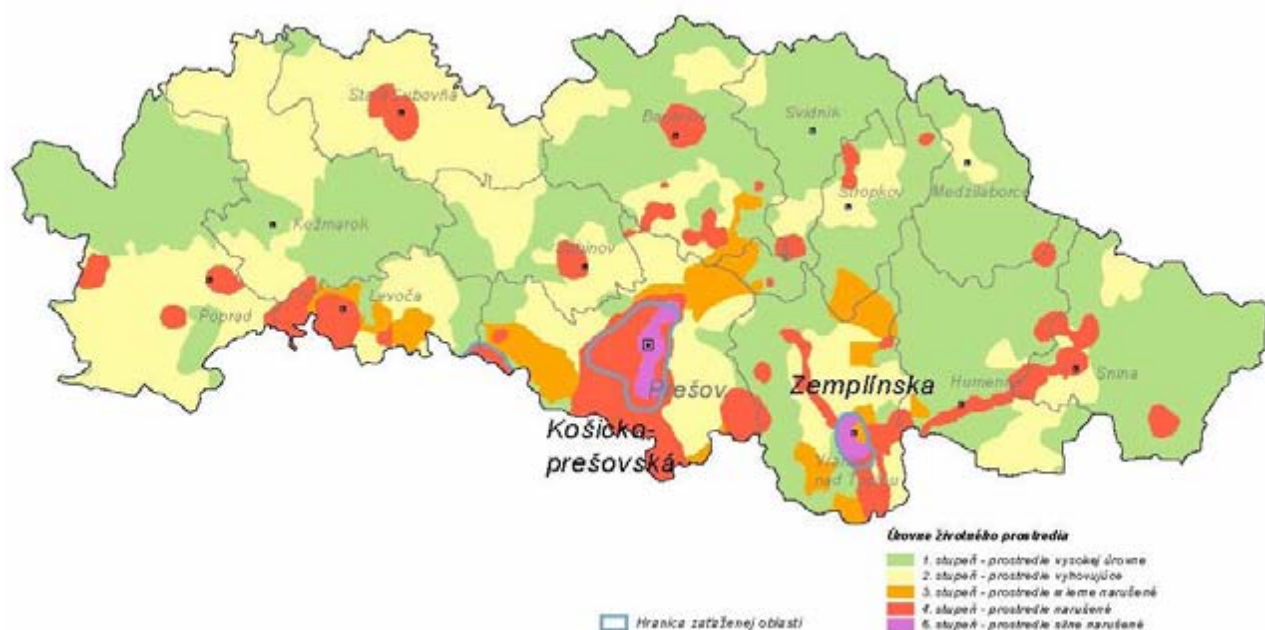 Stará Ľubovňa
Bardejov
Svidník
Stropkov
Medzilaborce
Kežmarok
Sabinov
Poprad
Levoča
Prešov
Zemplínska
Humenné
Snina
Košicko-
prešovská
Vranov
nad Topľou
Úrovne životného prostredia
1. stupeň - prostredie vysokej úrovne
2. stupeň - prostredie vyhovujúce
3. stupeň - prostredie mierne narušené
4. stupeň - prostredie narušené
5. stupeň - prostredie silne narušené
Hranica zaťaženej oblasti